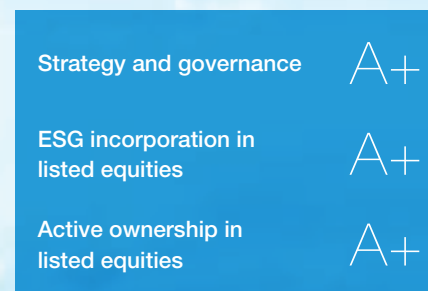 Strategy and governance A+
ESG incorporation in
listed equities A+
Active ownership in
listed equities A+